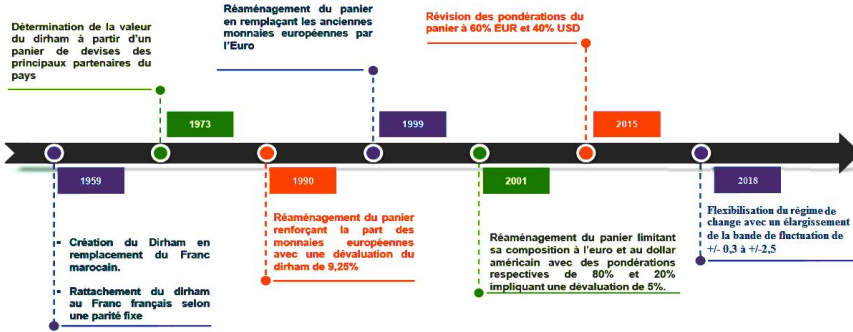 Détermination de la valeur
du dirham à partir d'un
panier de devises des
principaux partenaires du
pays
Réaménagement du panier
en remplaçant les anciennes
monnaies européennes par
l'Euro
Révision des pondérations du
panier à 60% EUR et 40% USD
1973
1999
2015
1959
1990
2001
2018
- Création du Dirham en
remplacement du Franc
marocain.
- Rattachement du dirham
au Franc français selon
une parité fixe
Réaménagement du panier
renforçant la part des
monnaies européennes
avec une dévaluation du
dirham de 9,25%
Réaménagement du panier limitant
sa composition à l'euro et au dollar
américain avec des pondérations
respectives de 80% et 20%
impliquant une dévaluation de 5%.
Flexibilisation du régime de
change avec un élargissement
de la bande de fluctuation de
+/- 0,3 à +/-2,5